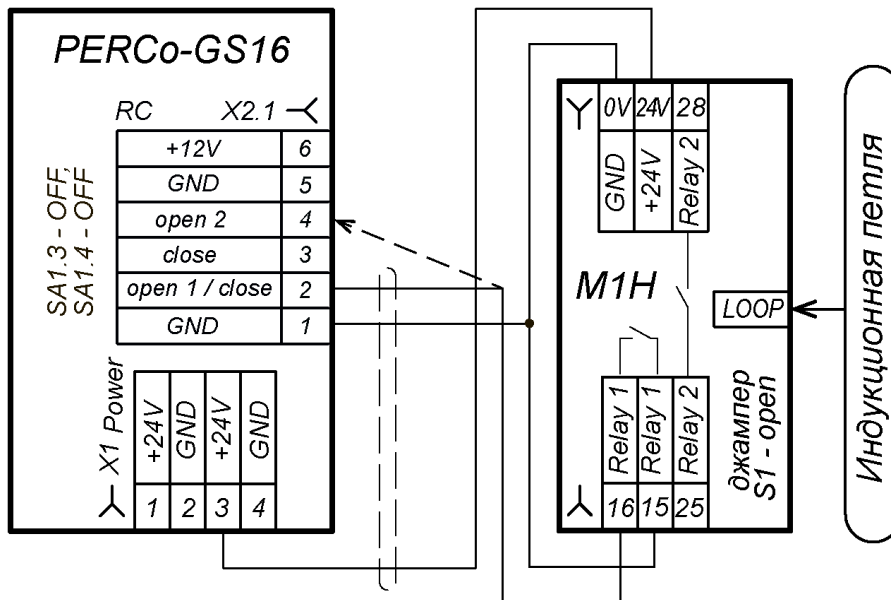 PERCo-GS16
RC X2.1
+12V 6
GND 5
open 2 4
close 3
open 1 / close 2
GND 1
SA1.3 - OFF,
SA1.4 - OFF
X1 Power
+24V GND +24V GND
1 2 3 4
0V 24V 28
GND +24V Relay 2
M1H
LOOP
Relay 1 Relay 1 Relay 2
16 15 25
джампер
S1 - open
Индукционная петля